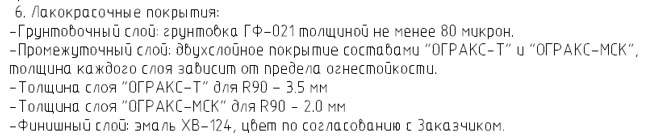 6. Лакокрасочные покрытия:
-Грунтовочный слой: грунтовка ГФ-021 толщиной не менее 80 микрон.
-Промежуточный слой: двухслойное покрытие составами "ОГРАКС-Т" и "ОГРАКС-МСК",
толщина каждого слоя зависит от предела огнестойкости.
-Толщина слоя "ОГРАКС-Т" для R90 - 3.5 мм
-Толщина слоя "ОГРАКС-МСК" для R90 - 2.0 мм
-Финишный слой: эмаль ХВ-124, цвет по согласованию с Заказчиком.